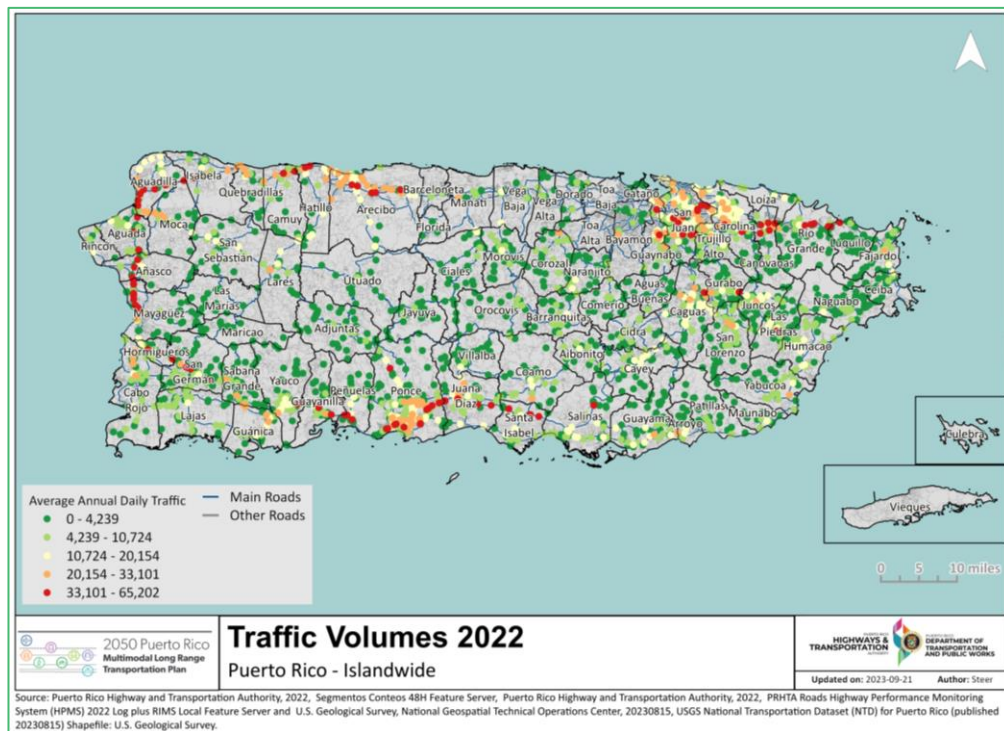 Aguadilla
Isabela
Quebradillas
Camuy
Hatillo
Arecibo
Barceloneta
Manatí
Florida
Vega
Baja
Vega
Alta
Dorado
Toa
Baja
Toa
Alta
Cataño
Bayamón
San
Juan
Guaynabo
Carolina
Trujillo
Alto
Loíza
Río
Grande
Canóvanas
Luquillo
Fajardo
Ceiba
Naguabo
Aguada
Rincón
Moca
San
Sebastián
Añasco
Las
Marías
Lares
Utuado
Ciales
Morovis
Corozal
Naranjito
Aguas
Buenas
Gurabo
Caguas
Juncos
Las
Piedras
Humacao
Mayagüez
Maricao
Adjuntas
Jayuya
Orocovis
Barranquitas
Comerío
Cidra
San
Lorenzo
Hormigueros
San
Germán
Sabana
Grande
Yauco
Peñuelas
Guayanilla
Ponce
Villalba
Juana
Díaz
Coamo
Aibonito
Cayey
Yabucoa
Cabo
Rojo
Lajas
Guánica
Santa
Isabel
Salinas
Guayama
Arroyo
Patillas
Maunabo
Culebra
Vieques
Average Annual Daily Traffic
0 - 4,239
4,239 - 10,724
10,724 - 20,154
20,154 - 33,101
33,101 - 65,202
Main Roads
Other Roads
0 5 10 miles
2050 Puerto Rico
Multimodal Long Range
Transportation Plan
Traffic Volumes 2022
Puerto Rico - Islandwide
PUERTO RICO
HIGHWAYS &
TRANSPORTATION
AUTHORITY
PUERTO RICO
DEPARTMENT OF
TRANSPORTATION
AND PUBLIC WORKS
Updated on: 2023-09-21 Author: Steer
Source: Puerto Rico Highway and Transportation Authority, 2022, Segmentos Conteos 48H Feature Server, Puerto Rico Highway and Transportation Authority, 2022, PRHTA Roads Highway Performance Monitoring
System (HPMS) 2022 Log plus RIMS Local Feature Server and U.S. Geological Survey, National Geospatial Technical Operations Center, 20230815, USGS National Transportation Dataset (NTD) for Puerto Rico (published
20230815) Shapefile: U.S. Geological Survey.